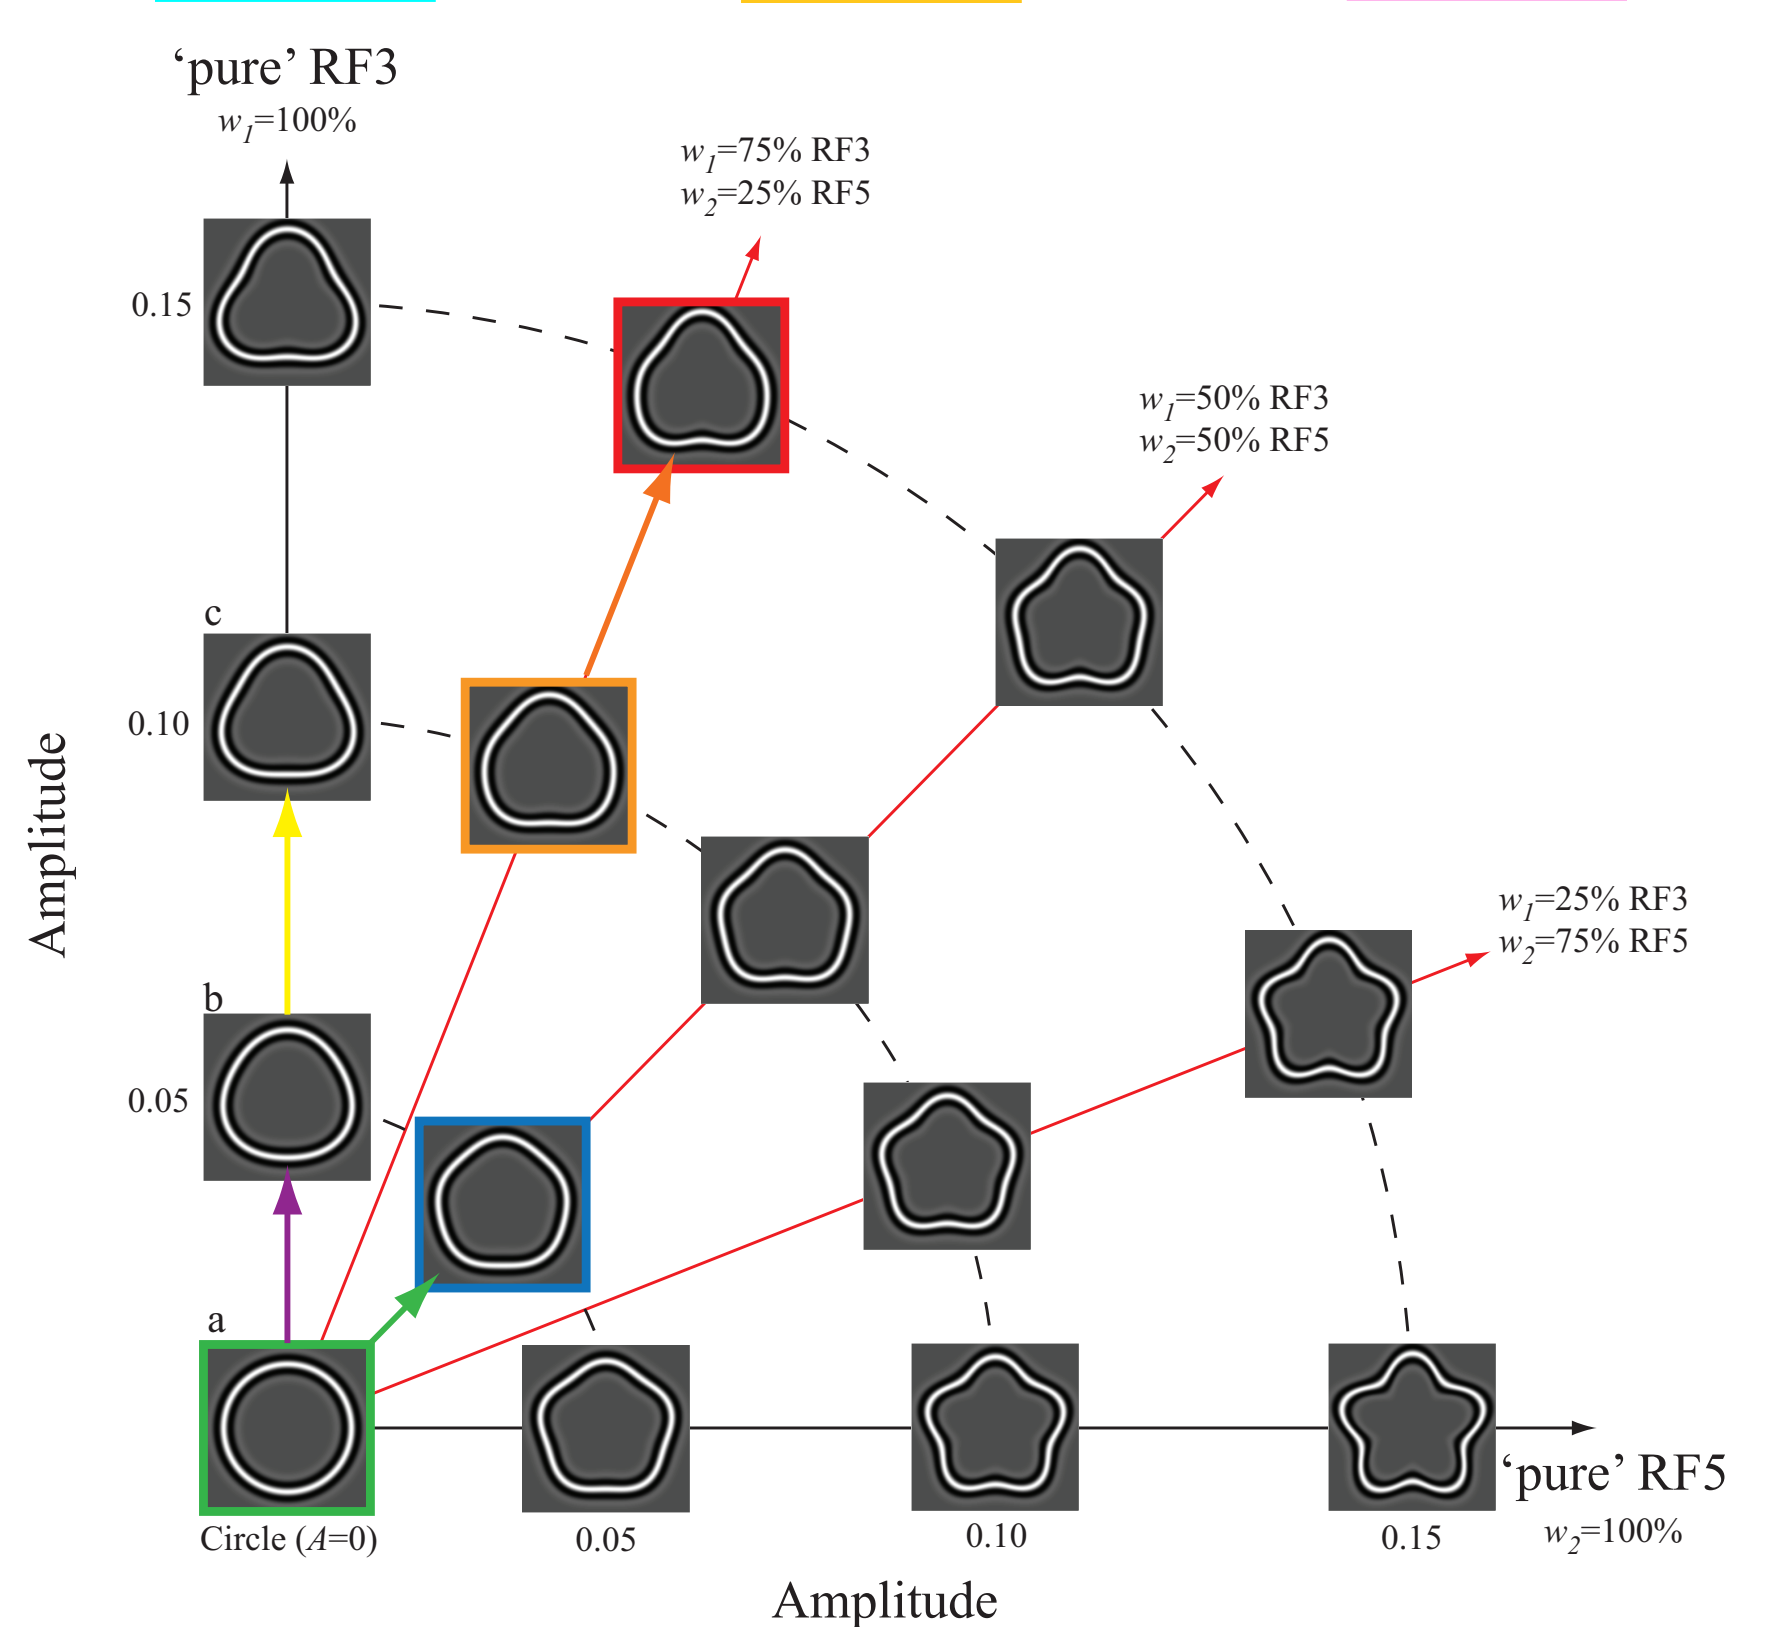 ‘pure’ RF3
w1=100%
w1=75% RF3
w2=25% RF5
0.15
w1=50% RF3
w2=50% RF5
c
0.10
Amplitude
w1=25% RF3
w2=75% RF5
b
0.05
a
‘pure’ RF5
w2=100%
Circle (A=0)
0.05
0.10
0.15
Amplitude